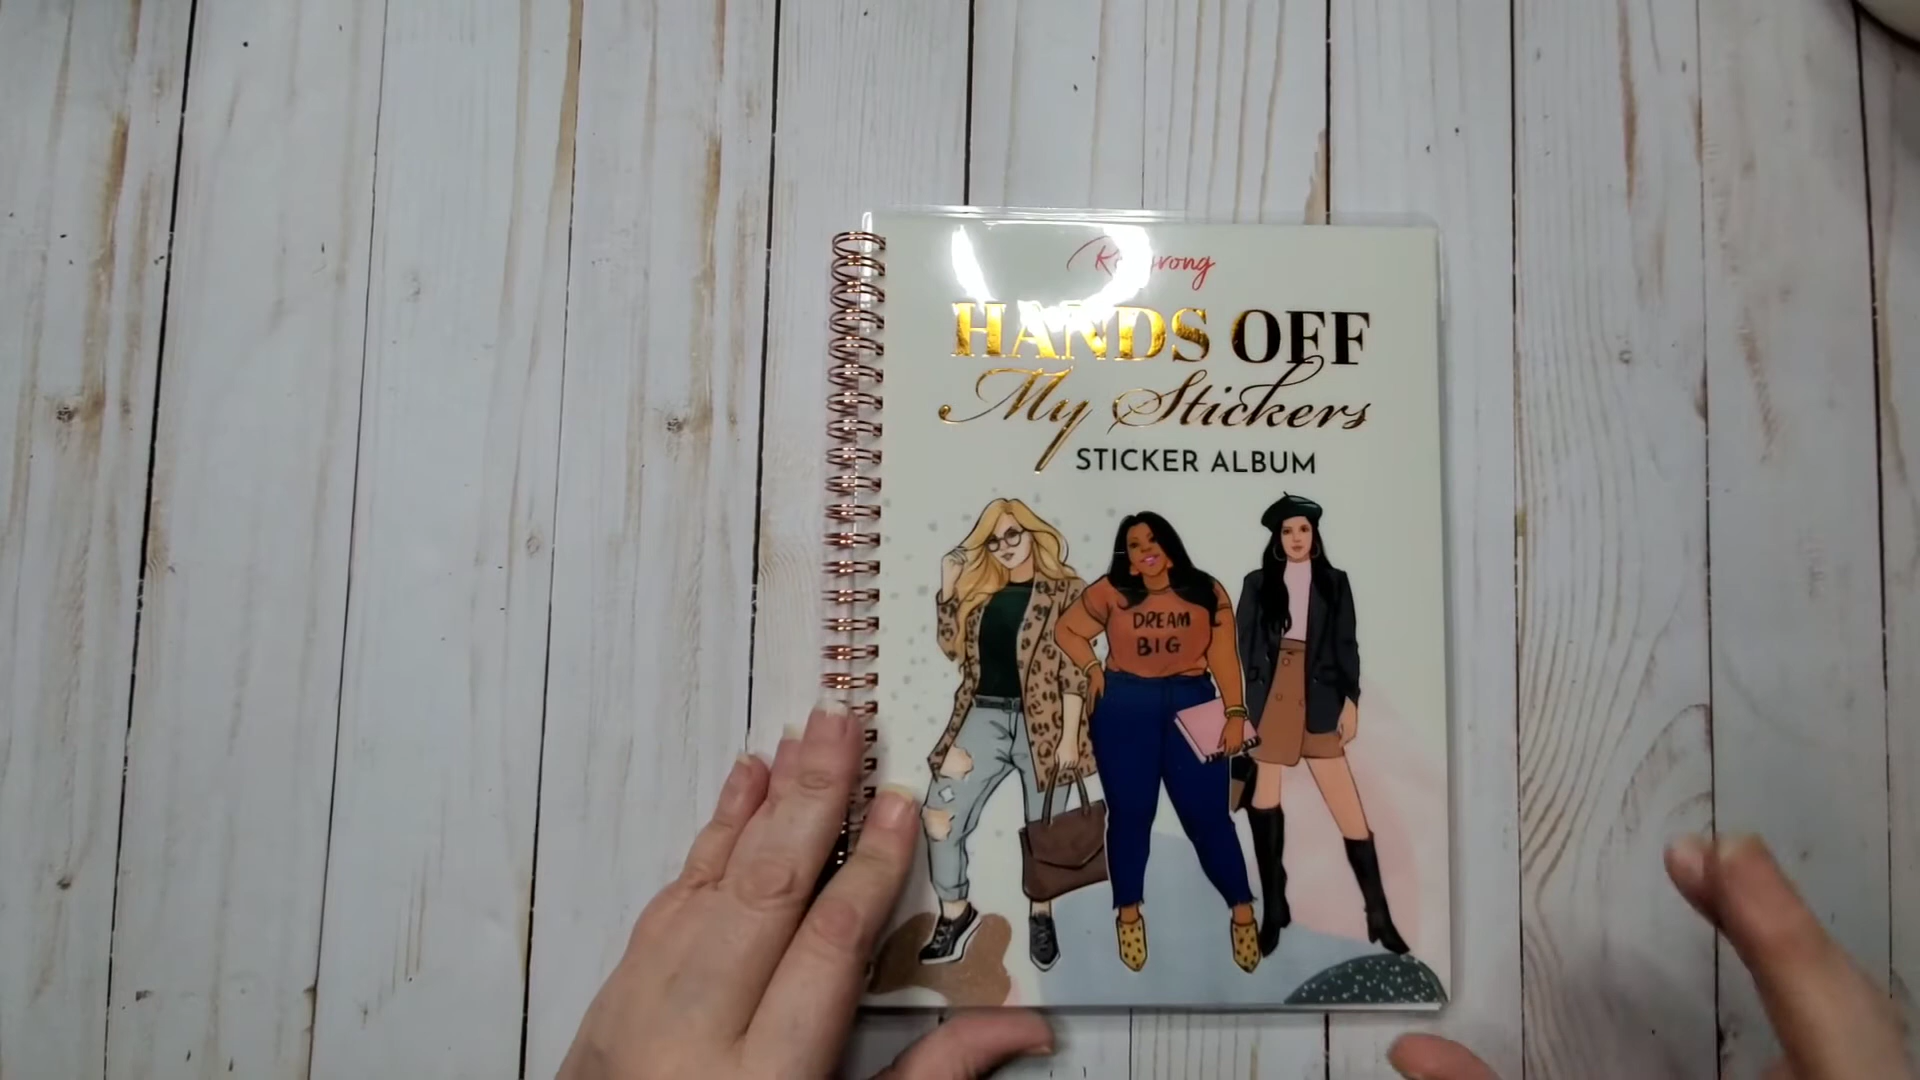 HANDS OFF
My Stickers
STICKER ALBUM
DREAM
BIG